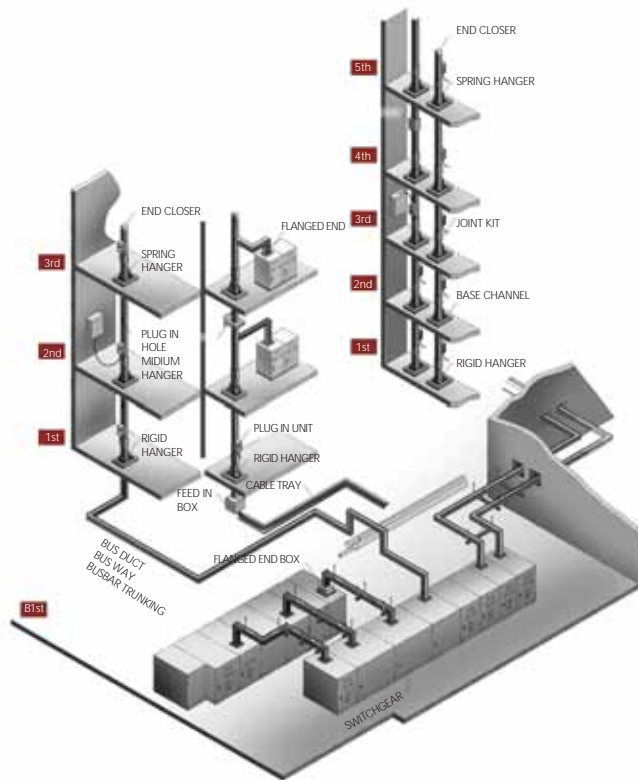 END CLOSER
5th
SPRING HANGER
4th
3rd
JOINT KIT
2nd
BASE CHANNEL
1st
RIGID HANGER
END CLOSER
FLANGED END
3rd
SPRING
HANGER
2nd
PLUG IN
HOLE
MIDIUM
HANGER
1st
RIGID
HANGER
PLUG IN UNIT
RIGID HANGER
CABLE TRAY
FEED IN
BOX
BUS DUCT
BUS WAY
BUSBAR TRUNKING
FLANGED END BOX
B1st
SWITCHGEAR